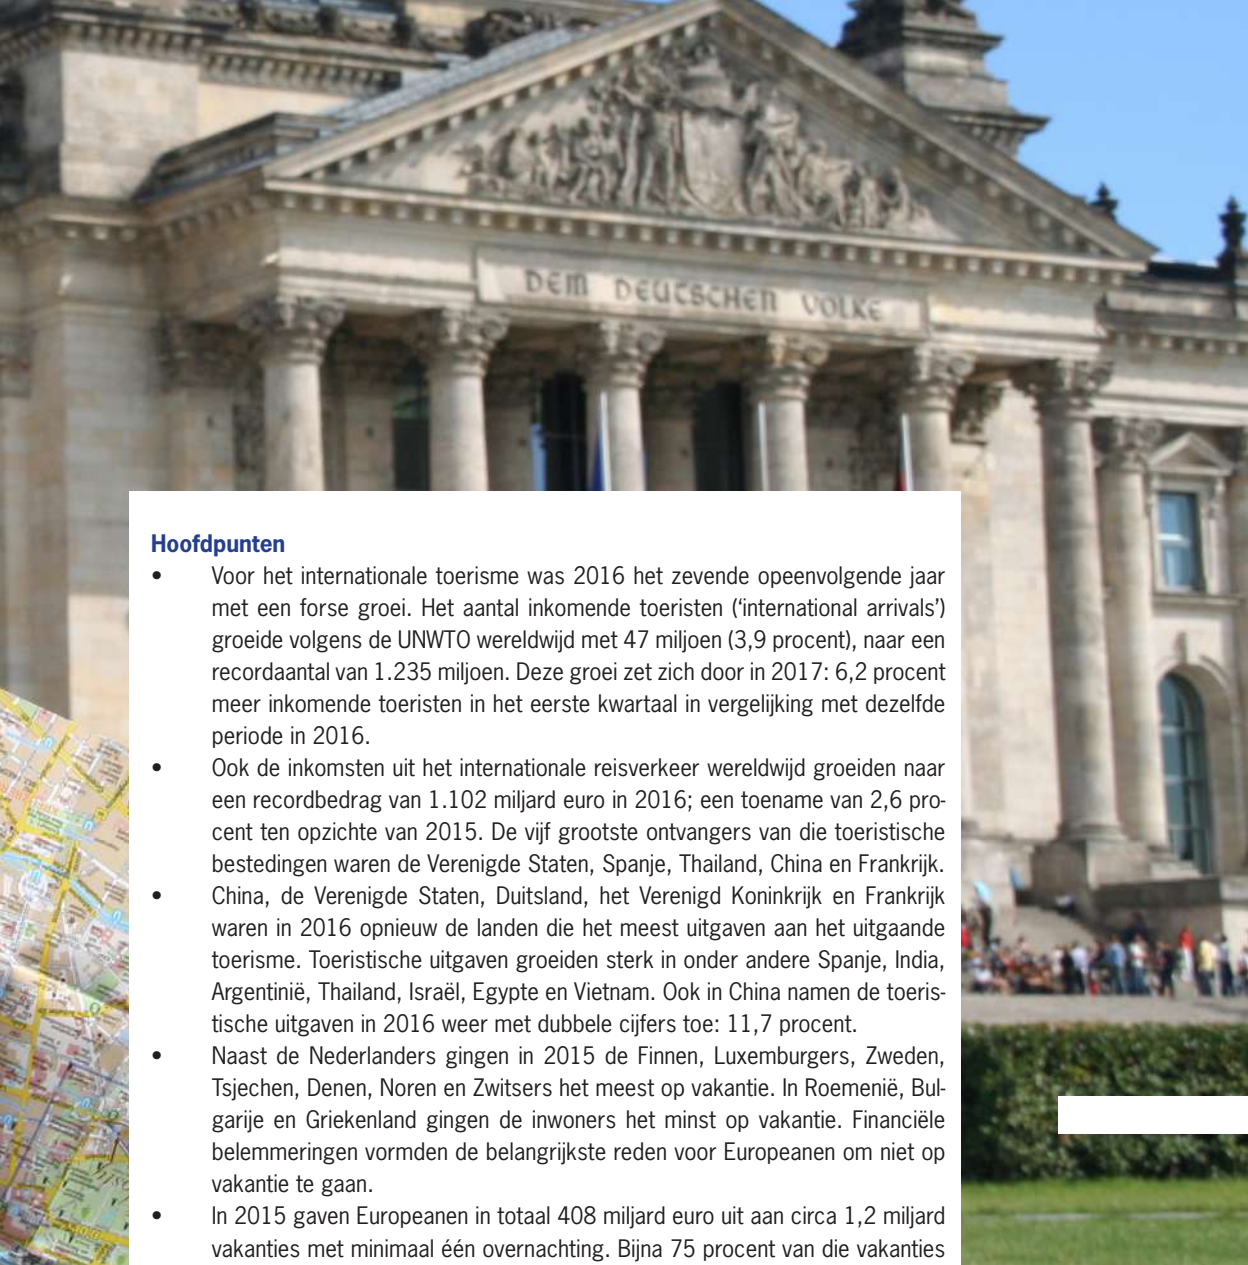 DEM DEUTSCHEN VOLKE
Hoofdpunten
• Voor het internationale toerisme was 2016 het zevende opeenvolgende jaar
met een forse groei. Het aantal inkomende toeristen (‘international arrivals’)
groeide volgens de UNWTO wereldwijd met 47 miljoen (3,9 procent), naar een
recordaantal van 1.235 miljoen. Deze groei zet zich door in 2017: 6,2 procent
meer inkomende toeristen in het eerste kwartaal in vergelijking met dezelfde
periode in 2016.
• Ook de inkomsten uit het internationale reisverkeer wereldwijd groeiden naar
een recordbedrag van 1.102 miljard euro in 2016; een toename van 2,6 pro-
cent ten opzichte van 2015. De vijf grootste ontvangers van die toeristische
bestedingen waren de Verenigde Staten, Spanje, Thailand, China en Frankrijk.
• China, de Verenigde Staten, Duitsland, het Verenigd Koninkrijk en Frankrijk
waren in 2016 opnieuw de landen die het meest uitgaven aan het uitgaande
toerisme. Toeristische uitgaven groeiden sterk in onder andere Spanje, India,
Argentinië, Thailand, Israël, Egypte en Vietnam. Ook in China namen de toeris-
tische uitgaven in 2016 weer met dubbele cijfers toe: 11,7 procent.
• Naast de Nederlanders gingen in 2015 de Finnen, Luxemburgers, Zweden,
Tsjechen, Denen, Noren en Zwitsers het meest op vakantie. In Roemenië, Bul-
garije en Griekenland gingen de inwoners het minst op vakantie. Financiële
belemmeringen vormden de belangrijkste reden voor Europeanen om niet op
vakantie te gaan.
• In 2015 gaven Europeanen in totaal 408 miljard euro uit aan circa 1,2 miljard
vakanties met minimaal één overnachting. Bijna 75 procent van die vakanties